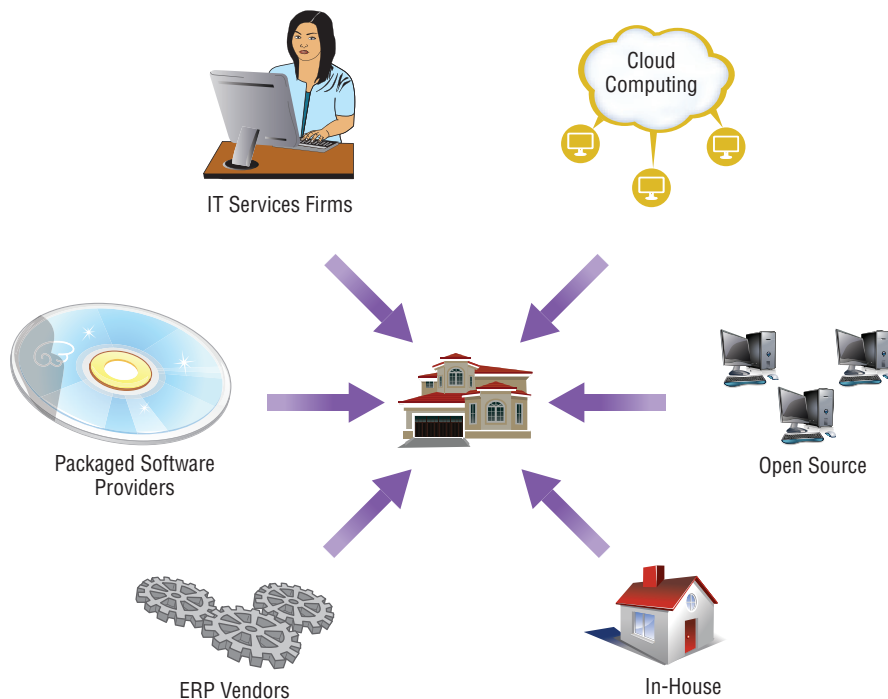 Cloud
Computing
IT Services Firms
Packaged Software
Providers
Open Source
ERP Vendors
In-House